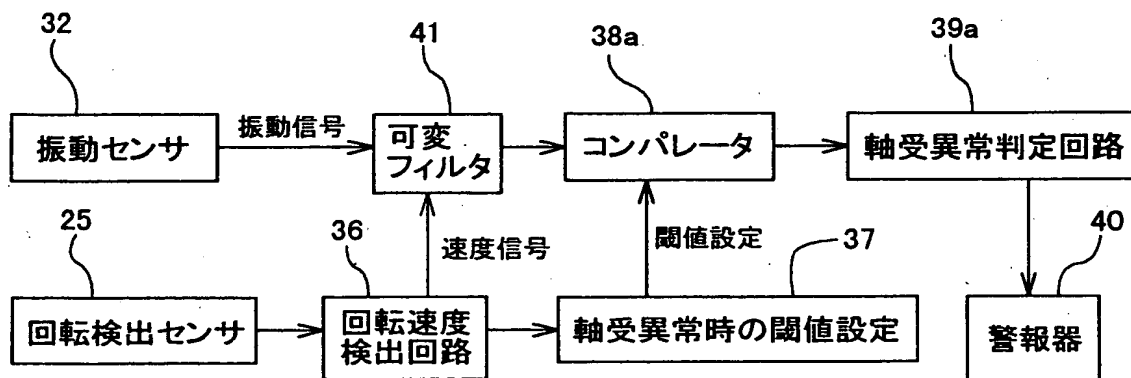 32
41
38a
39a
振動センサ
振動信号
可変
フィルタ
コンパレータ
軸受異常判定回路
25
36
速度信号
閾値設定
37
40
回転検出センサ
回転速度
検出回路
軸受異常時の閾値設定
警報器